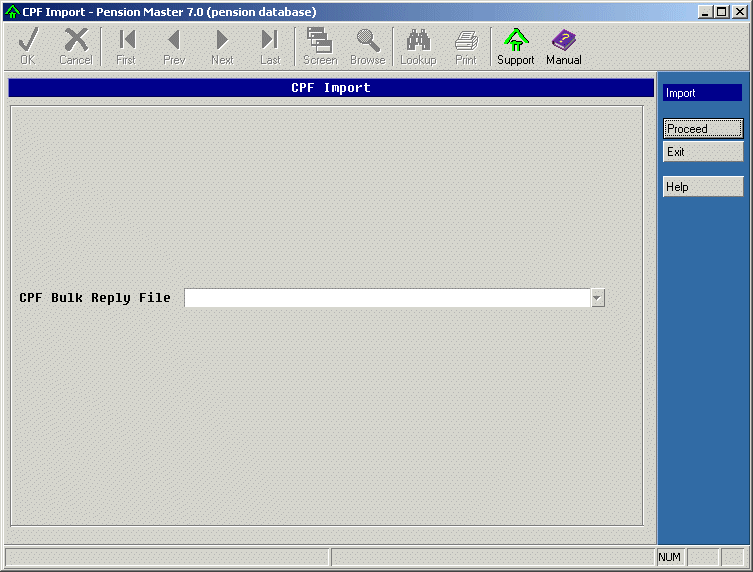 CPF Import - Pension Master 7.0 (pension database)
OK Cancel First Prev Next Last Screen Browse Lookup Print Support Manual
CPF Import
Import
Proceed
Exit
Help
CPF Bulk Reply File
NUM